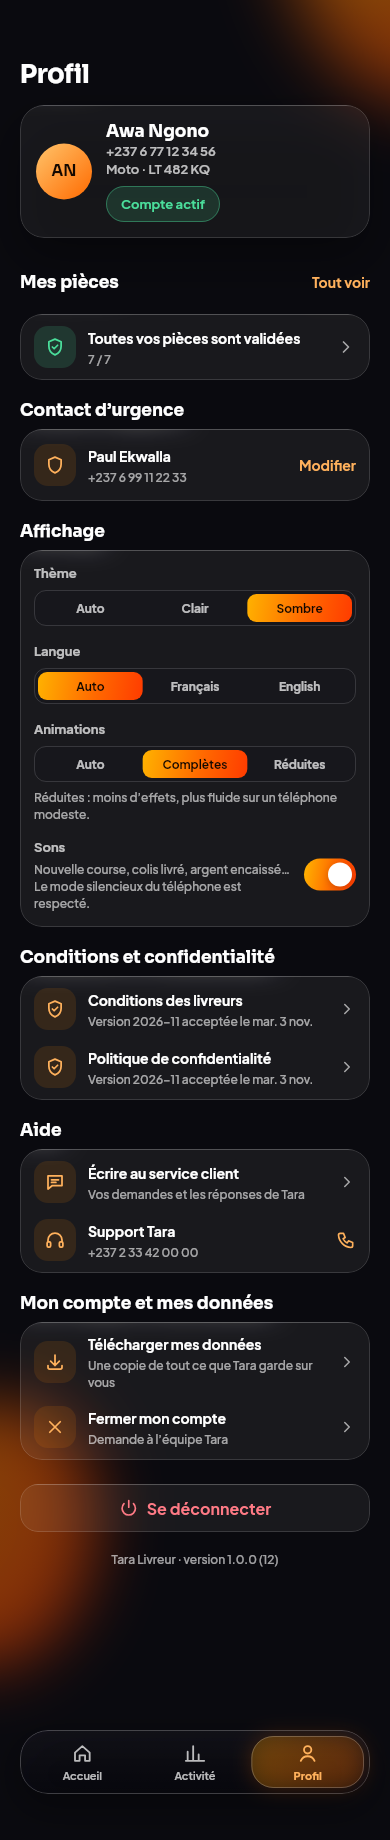 Profil
AN
Awa Ngono
+237 6 77 12 34 56
Moto · LT 482 KQ
Compte actif
Mes pièces
Tout voir
Toutes vos pièces sont validées
7 / 7
Contact d’urgence
Paul Ekwalla
+237 6 99 11 22 33
Modifier
Affichage
Thème
Auto
Clair
Sombre
Langue
Auto
Français
English
Animations
Auto
Complètes
Réduites
Réduites : moins d’effets, plus fluide sur un téléphone
modeste.
Sons
Nouvelle course, colis livré, argent encaissé…
Le mode silencieux du téléphone est
respecté.
Conditions et confidentialité
Conditions des livreurs
Version 2026-11 acceptée le mar. 3 nov.
Politique de confidentialité
Version 2026-11 acceptée le mar. 3 nov.
Aide
Écrire au service client
Vos demandes et les réponses de Tara
Support Tara
+237 2 33 42 00 00
Mon compte et mes données
Télécharger mes données
Une copie de tout ce que Tara garde sur
vous
Fermer mon compte
Demande à l’équipe Tara
Se déconnecter
Tara Livreur · version 1.0.0 (12)
Accueil
Activité
Profil